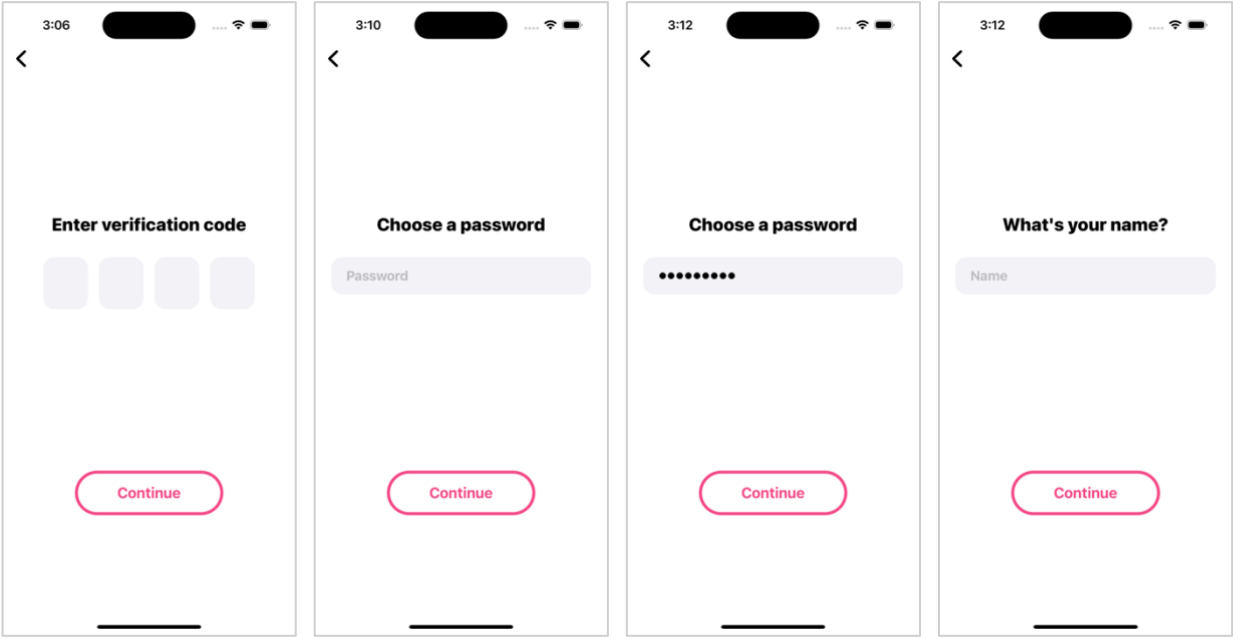 3:06
Enter verification code
Continue
3:10
Choose a password
Password
Continue
3:12
Choose a password
•••••••••
Continue
3:12
What's your name?
Name
Continue